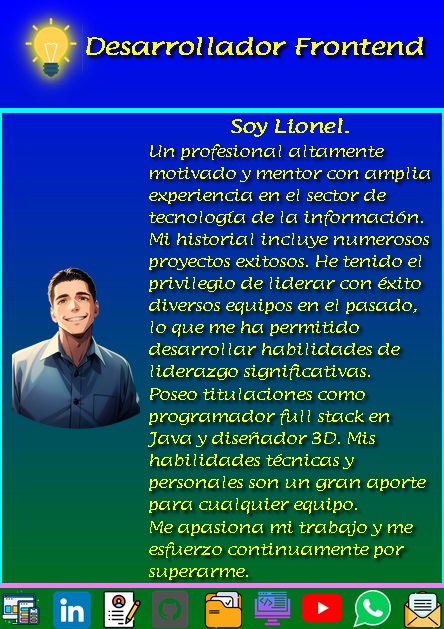 Desarrollador Frontend
Soy Lionel.
Un profesional altamente
motivado y mentor con amplia
experiencia en el sector de
tecnología de la información.
Mi historial incluye numerosos
proyectos exitosos. He tenido el
privilegio de liderar con éxito
diversos equipos en el pasado,
lo que me ha permitido
desarrollar habilidades de
liderazgo significativas.
Poseo titulaciones como
programador full stack en
Java y diseñador 3D. Mis
habilidades técnicas y
personales son un gran aporte
para cualquier equipo.
Me apasiona mi trabajo y me
esfuerzo continuamente por
superarme.
in